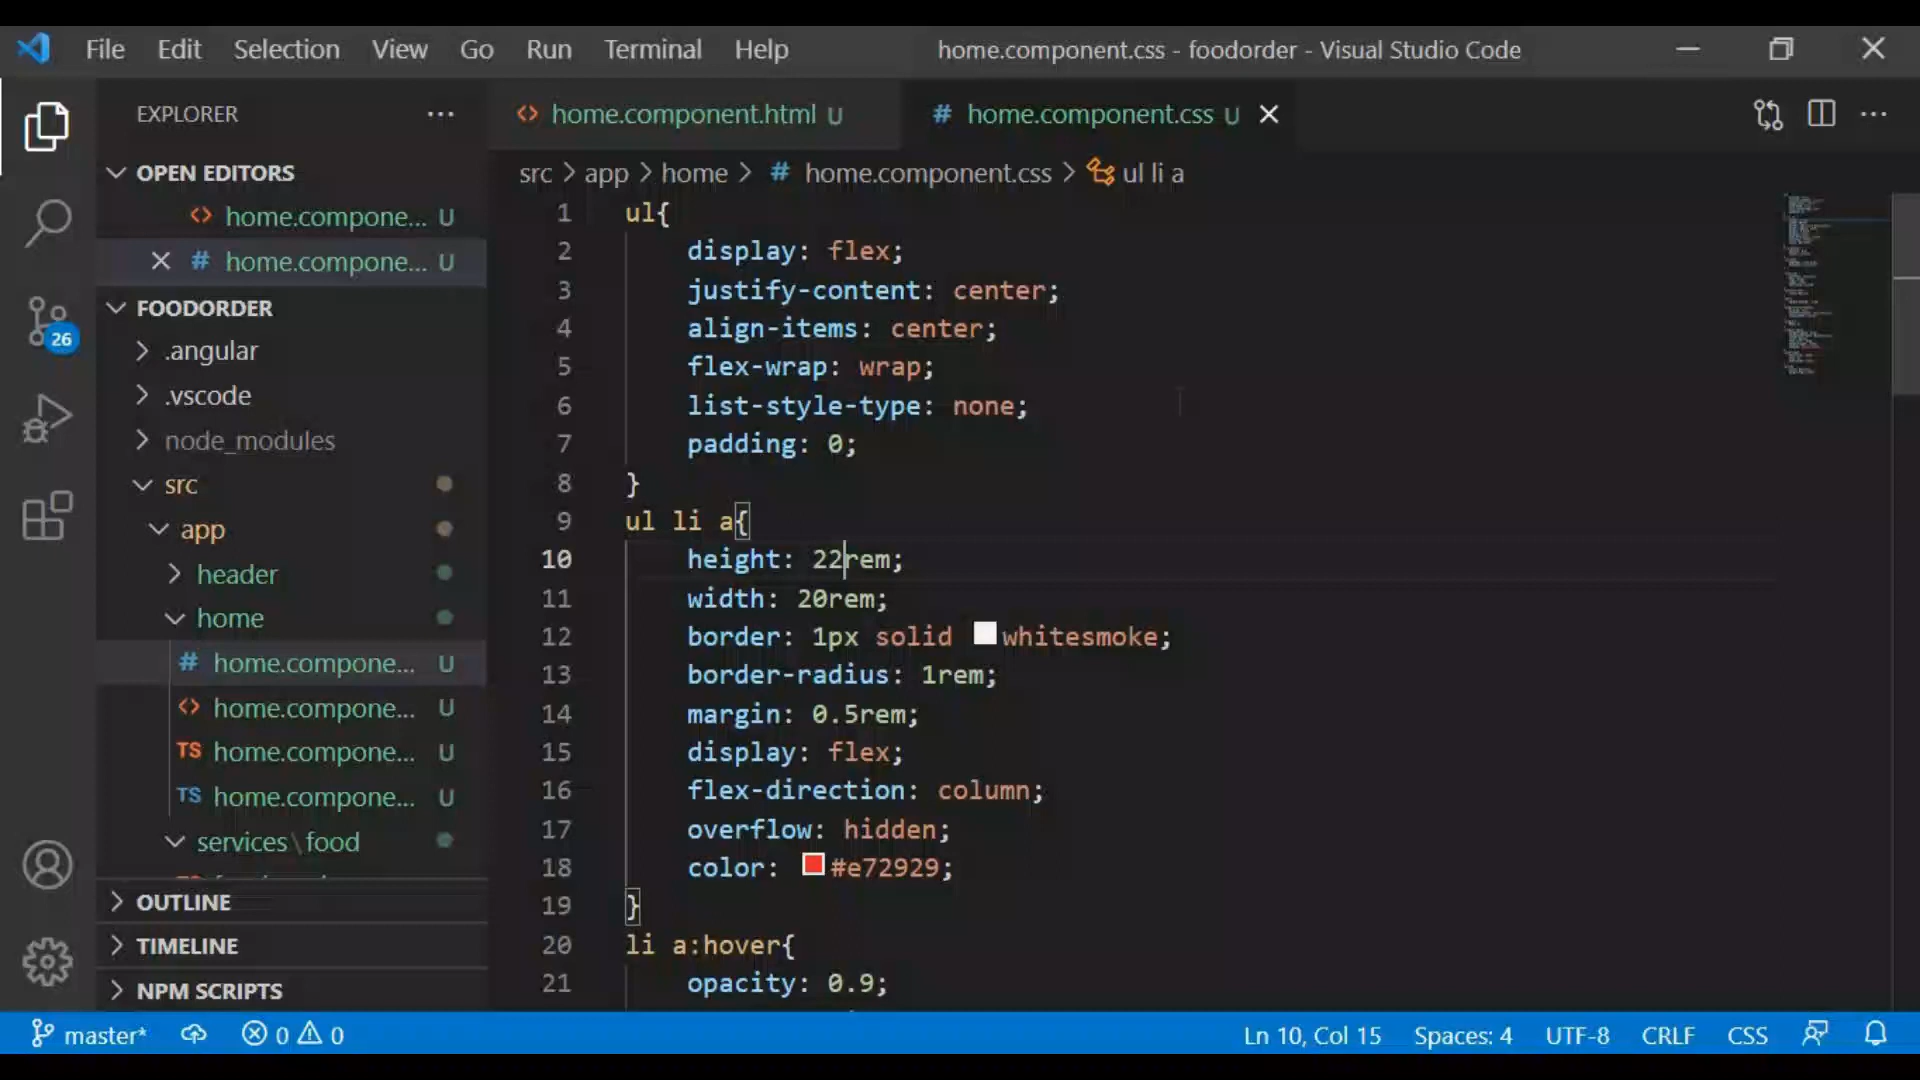 File Edit Selection View Go Run Terminal Help home.component.css - foodorder - Visual Studio Code
EXPLORER
home.component.html U
home.component.css U
OPEN EDITORS
home.compone... U
home.compone... U
FOODORDER
.angular
.vscode
node_modules
src
app
header
home
home.compone... U
home.compone... U
TS home.compone... U
TS home.compone... U
services\food
OUTLINE
TIMELINE
NPM SCRIPTS
26
src > app > home > # home.component.css > ul li a
1 ul{
2 display: flex;
3 justify-content: center;
4 align-items: center;
5 flex-wrap: wrap;
6 list-style-type: none;
7 padding: 0;
8 }
9 ul li a{
10 height: 22rem;
11 width: 20rem;
12 border: 1px solid whitesmoke;
13 border-radius: 1rem;
14 margin: 0.5rem;
15 display: flex;
16 flex-direction: column;
17 overflow: hidden;
18 color: #e72929;
19 }
20 li a:hover{
21 opacity: 0.9;
master* 0 0 Ln 10, Col 15 Spaces: 4 UTF-8 CRLF CSS